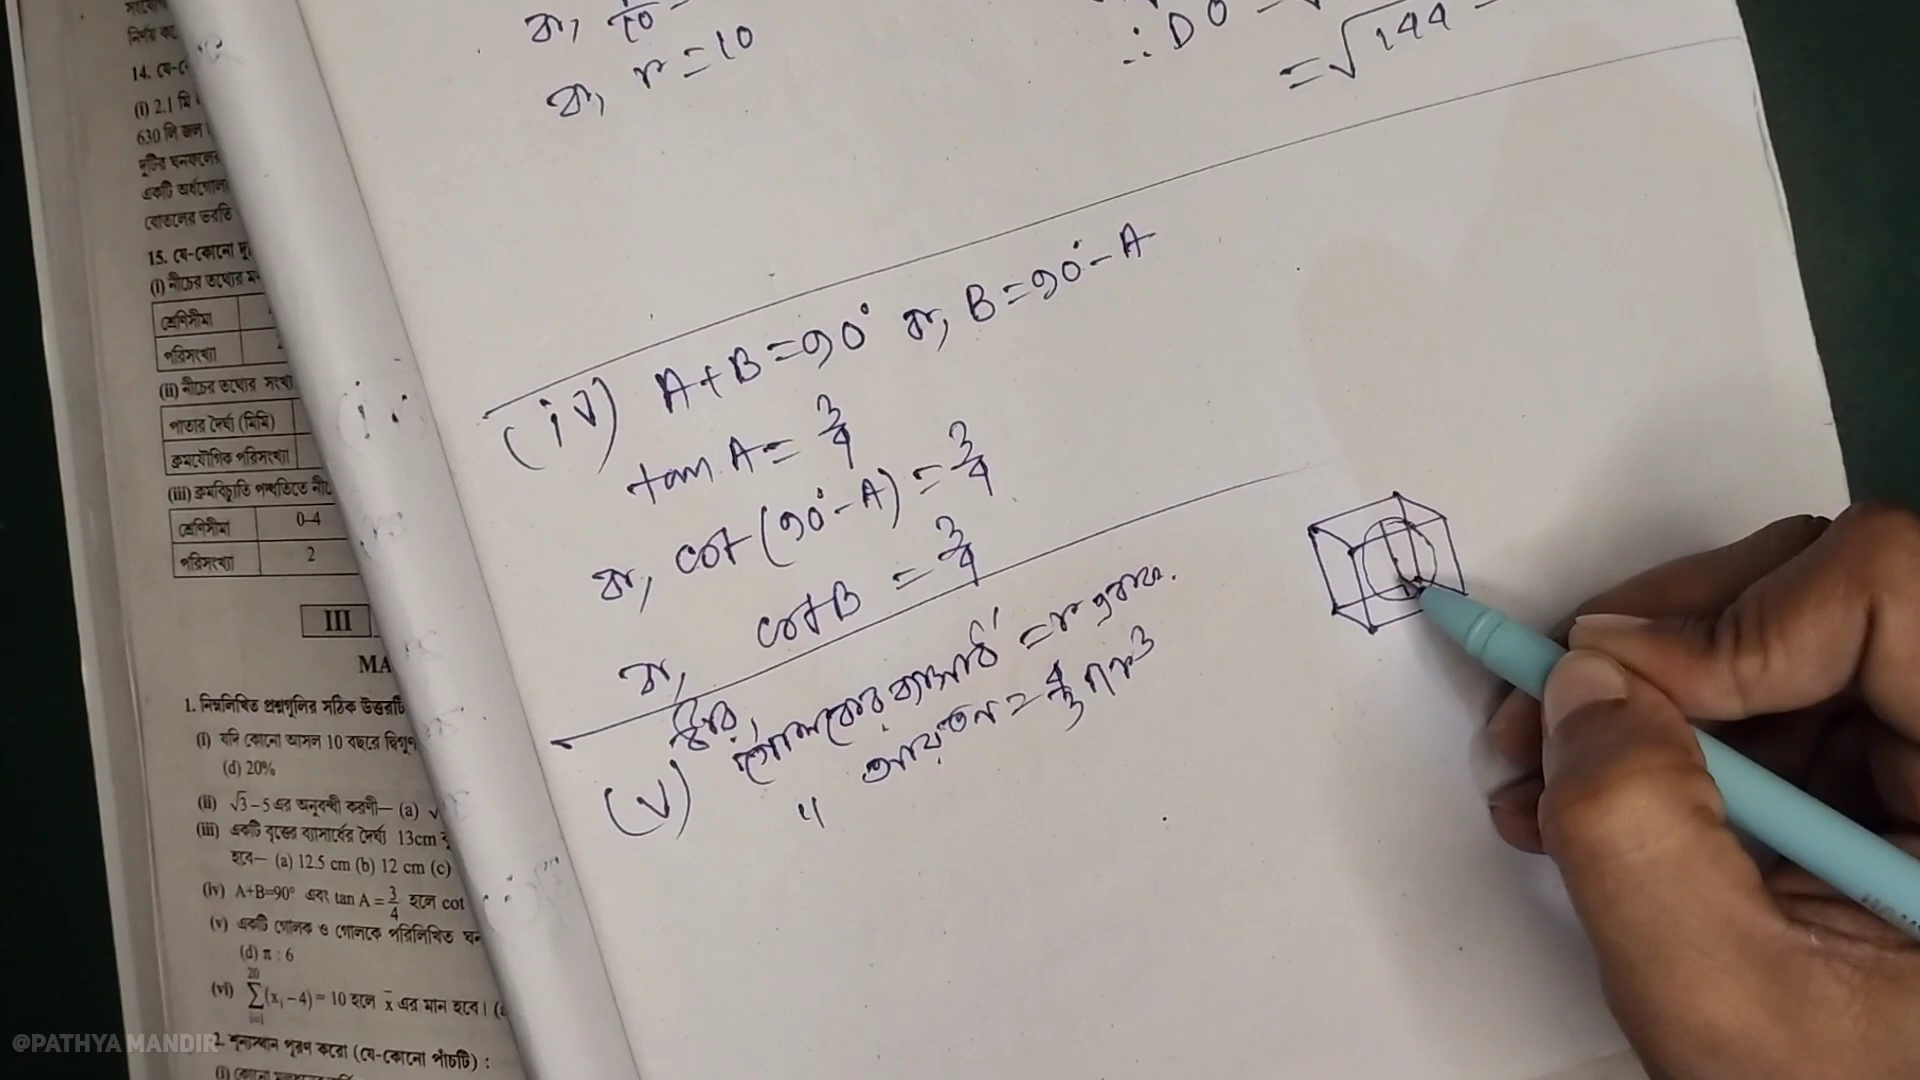 নির্ণয়
14. যে-
(i) 2.1 মি
630 লি জল
দুটির ঘনফলের
একটি অর্ধগোলা
বোতলের ভরতি
15. যে-কোনো দু
(i) নীচের তথ্যের
শ্রেণিসীমা
পরিসংখ্যা
(ii) নীচের তথ্যের সংখ্যা
পাতার দৈর্ঘ্য (মিমি)
ক্রমযৌগিক পরিসংখ্যা
(iii) ক্রমবিচ্যুতি পদ্ধতিতে নী
শ্রেণিসীমা 0-4
পরিসংখ্যা 2
III
MA
1. নিম্নলিখিত প্রশ্নগুলির সঠিক উত্তরটি
(i) যদি কোনো আসল 10 বছরে দ্বিগুণ
(d) 20%
(ii) √3 – 5 এর অনুবন্ধী করণী— (a) √
(iii) একটি বৃত্তের ব্যাসার্ধের দৈর্ঘ্য 13cm
হবে— (a) 12.5 cm (b) 12 cm (c)
(iv) A+B=90° এবং tan A = 3/4 হলে cot
(v) একটি গোলক ও গোলকে পরিলিখিত ঘন
(d) π : 6
(vi) 20 ∑ i=1 (xᵢ – 4) = 10 হলে x̄ এর মান হবে। (a
2. শূন্যস্থান পূরণ করো (যে-কোনো পাঁচটি) :
বা, r = 10
∴ DO =
= √144
(iv) A + B = 90° বা, B = 90° – A
tan A = 3/4
বা, cot (90° – A) = 3/4
বা, cot B = 3/4
(v) ধরি, গোলকের ব্যাসার্ধ = r একক.
" আয়তন = 4/3 πr³
@PATHYA MANDIR